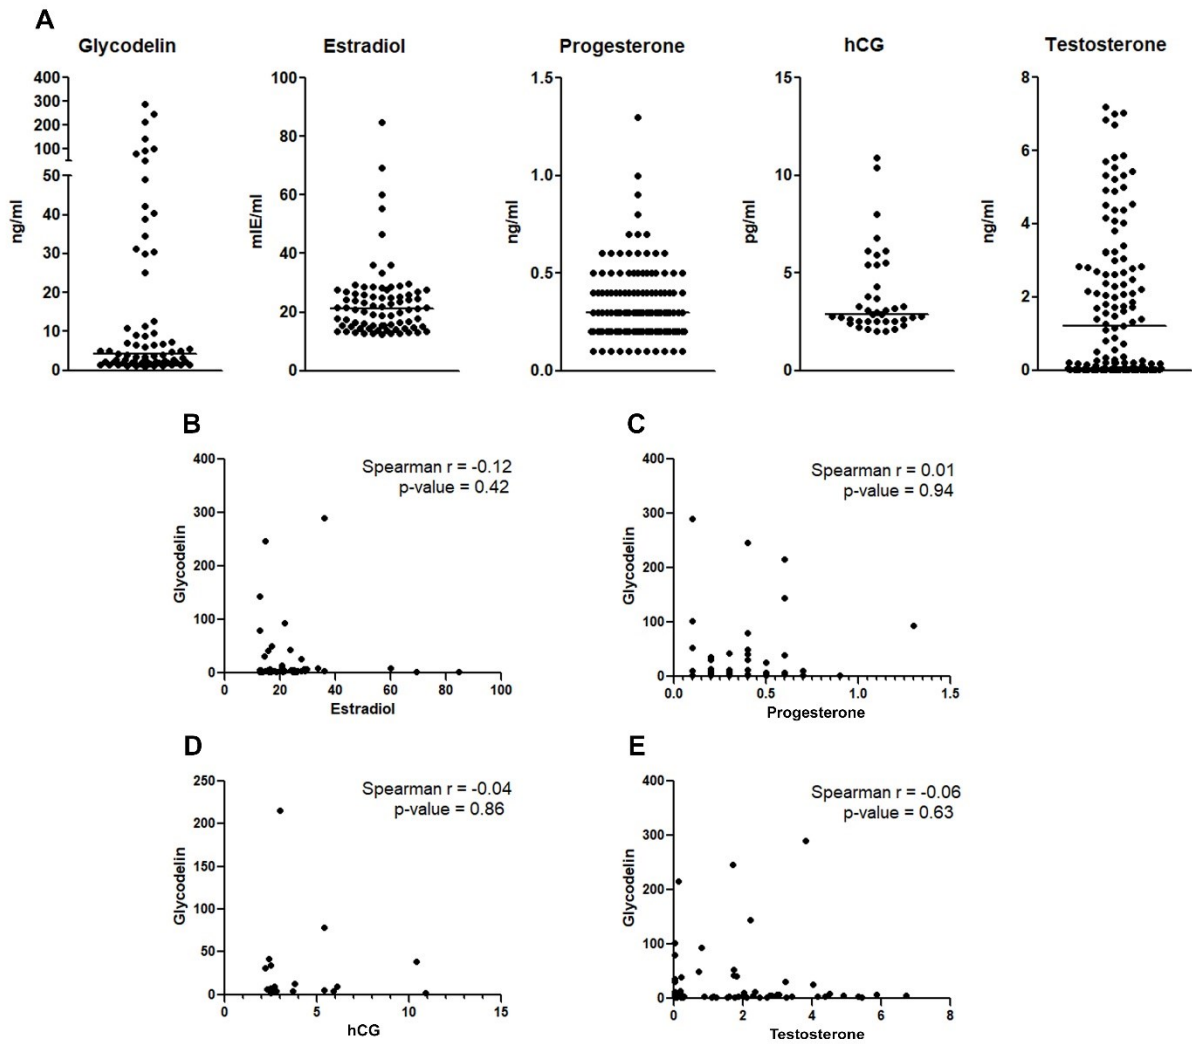 A
Glycodelin
Estradiol
Progesterone
hCG
Testosterone
400
300
200
100
50
40
30
20
10
0
ng/ml
100
80
60
40
20
0
mIE/ml
1.5
1.0
0.5
0.0
ng/ml
15
10
5
0
pg/ml
8
6
4
2
0
ng/ml
B
Spearman r = -0.12
p-value = 0.42
400
300
200
100
0
Glycodelin
0 20 40 60 80 100
Estradiol
C
Spearman r = 0.01
p-value = 0.94
400
300
200
100
0
Glycodelin
0.0 0.5 1.0 1.5
Progesterone
D
Spearman r = -0.04
p-value = 0.86
250
200
150
100
50
0
Glycodelin
0 5 10 15
hCG
E
Spearman r = -0.06
p-value = 0.63
400
300
200
100
0
Glycodelin
0 2 4 6 8
Testosterone